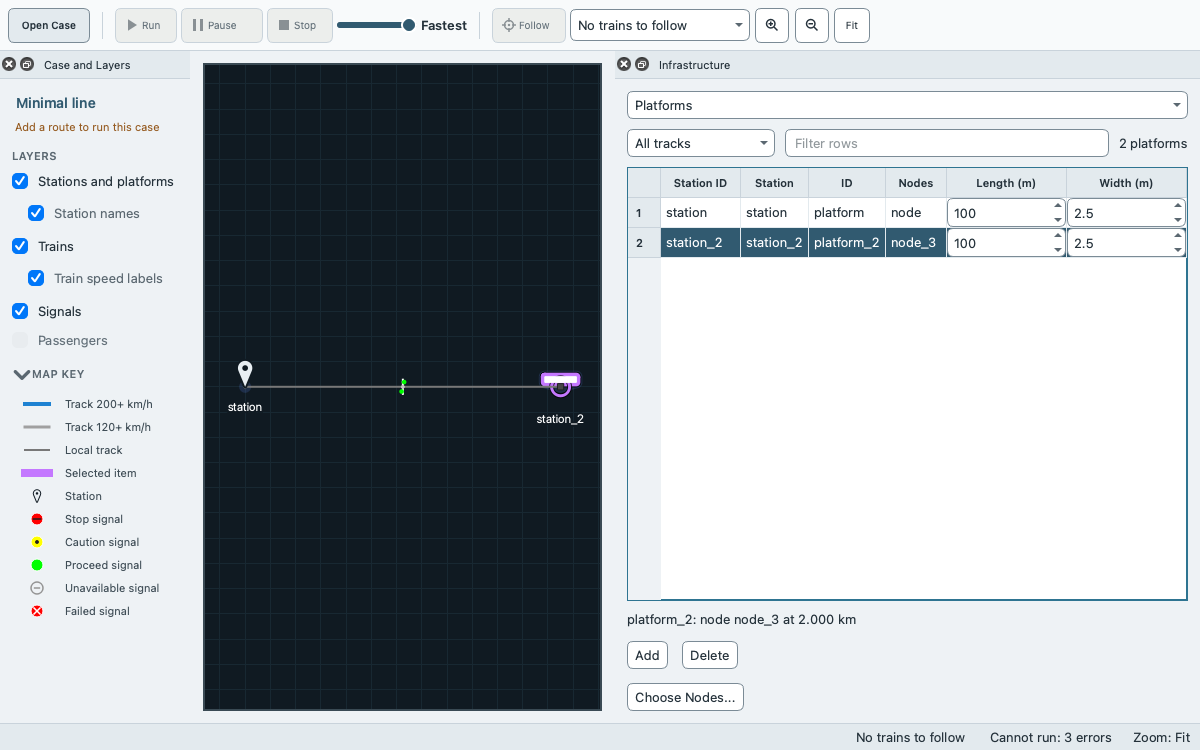 Open Case
Run
Pause
Stop
Fastest
Follow
No trains to follow
Fit
Case and Layers
Minimal line
Add a route to run this case
LAYERS
Stations and platforms
Station names
Trains
Train speed labels
Signals
Passengers
MAP KEY
Track 200+ km/h
Track 120+ km/h
Local track
Selected item
Station
Stop signal
Caution signal
Proceed signal
Unavailable signal
Failed signal
station
station_2
Infrastructure
Platforms
All tracks
Filter rows
2 platforms
Station ID Station ID Nodes Length (m) Width (m)
1 station station platform node 100 2.5
2 station_2 station_2 platform_2 node_3 100 2.5
platform_2: node node_3 at 2.000 km
Add
Delete
Choose Nodes...
No trains to follow
Cannot run: 3 errors
Zoom: Fit